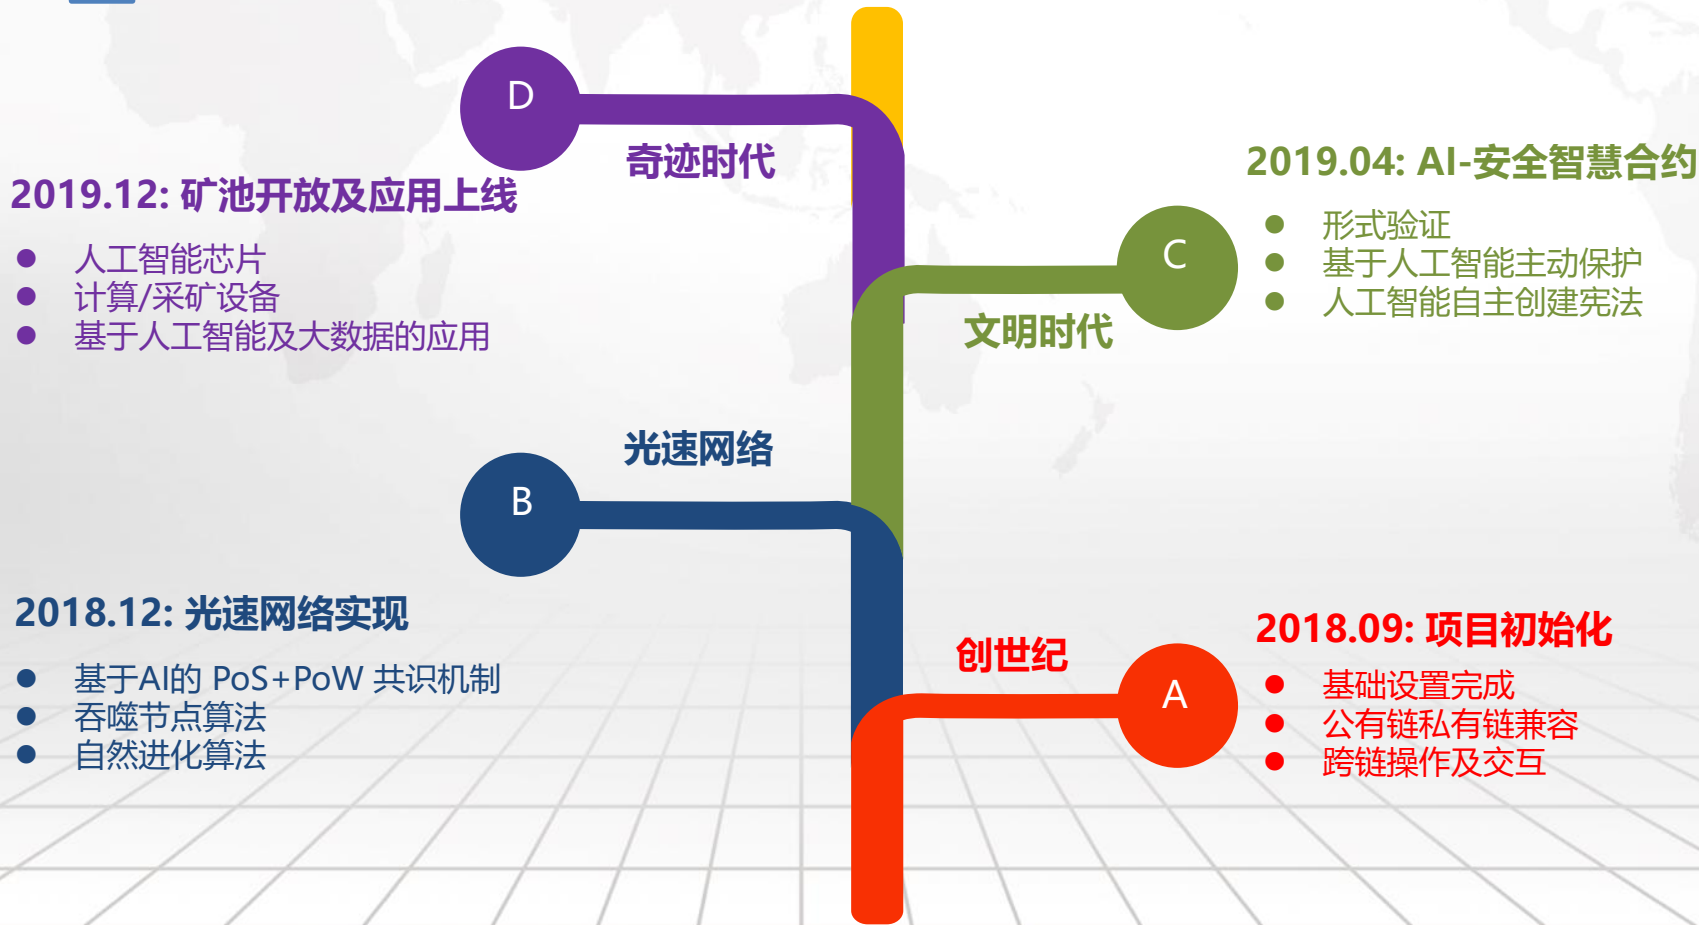 D
奇迹时代
2019.12: 矿池开放及应用上线
人工智能芯片
计算/采矿设备
基于人工智能及大数据的应用
2019.04: AI-安全智慧合约
C
形式验证
基于人工智能主动保护
人工智能自主创建宪法
文明时代
光速网络
B
2018.12: 光速网络实现
基于AI的 PoS+PoW 共识机制
吞噬节点算法
自然进化算法
创世纪
A
2018.09: 项目初始化
基础设置完成
公有链私有链兼容
跨链操作及交互